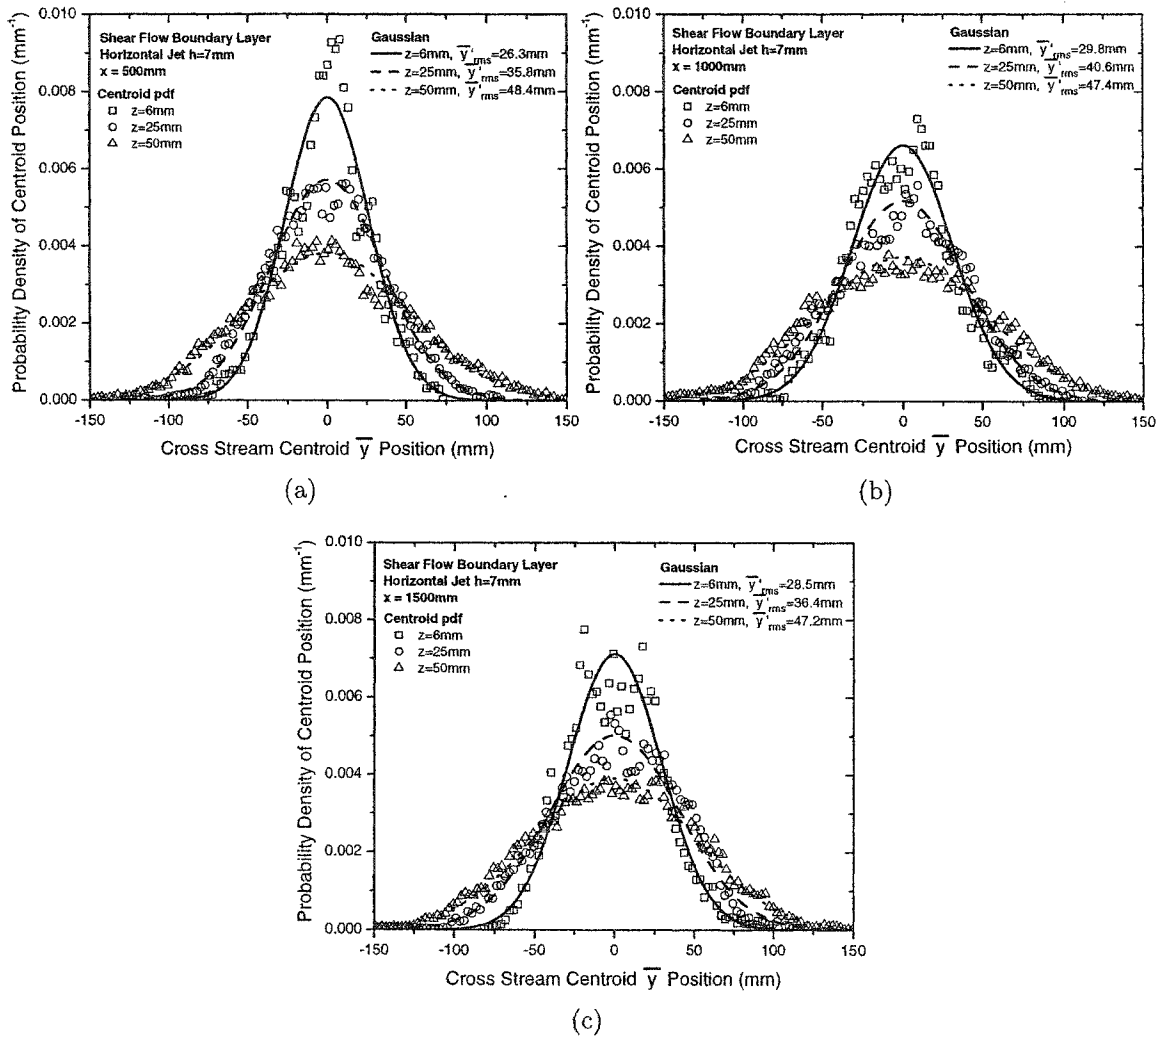 Shear Flow Boundary Layer
Horizontal Jet h=7mm
x = 500mm
Centroid pdf
z=6mm
z=25mm
z=50mm
Gaussian
z=6mm, y̅'rms=26.3mm
z=25mm, y̅'rms=35.8mm
z=50mm, y̅'rms=48.4mm
Probability Density of Centroid Position (mm⁻¹)
0.010
0.008
0.006
0.004
0.002
0.000
-150 -100 -50 0 50 100 150
Cross Stream Centroid y̅ Position (mm)
(a)
Shear Flow Boundary Layer
Horizontal Jet h=7mm
x = 1000mm
Centroid pdf
z=6mm
z=25mm
z=50mm
Gaussian
z=6mm, y̅'rms=29.8mm
z=25mm, y̅'rms=40.6mm
z=50mm, y̅'rms=47.4mm
Probability Density of Centroid Position (mm⁻¹)
0.010
0.008
0.006
0.004
0.002
0.000
-150 -100 -50 0 50 100 150
Cross Stream Centroid y̅ Position (mm)
(b)
Shear Flow Boundary Layer
Horizontal Jet h=7mm
x = 1500mm
Centroid pdf
z=6mm
z=25mm
z=50mm
Gaussian
z=6mm, y̅'rms=28.5mm
z=25mm, y̅'rms=36.4mm
z=50mm, y̅'rms=47.2mm
Probability Density of Centroid Position (mm⁻¹)
0.010
0.008
0.006
0.004
0.002
0.000
-150 -100 -50 0 50 100 150
Cross Stream Centroid y̅ Position (mm)
(c)